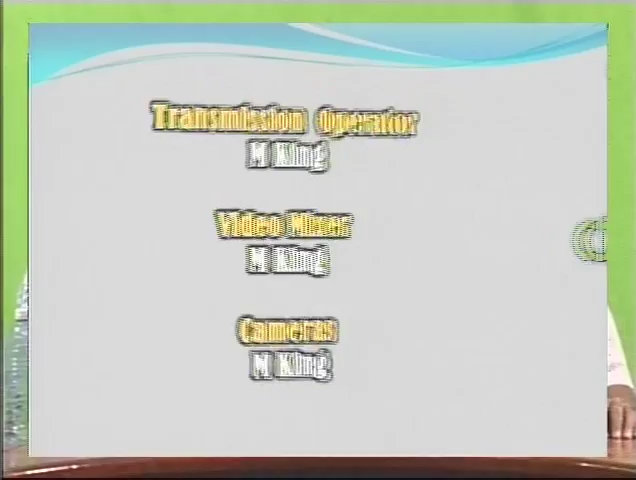 Transmission Operator
M King
Video Mixer
M King
Cameras
M King